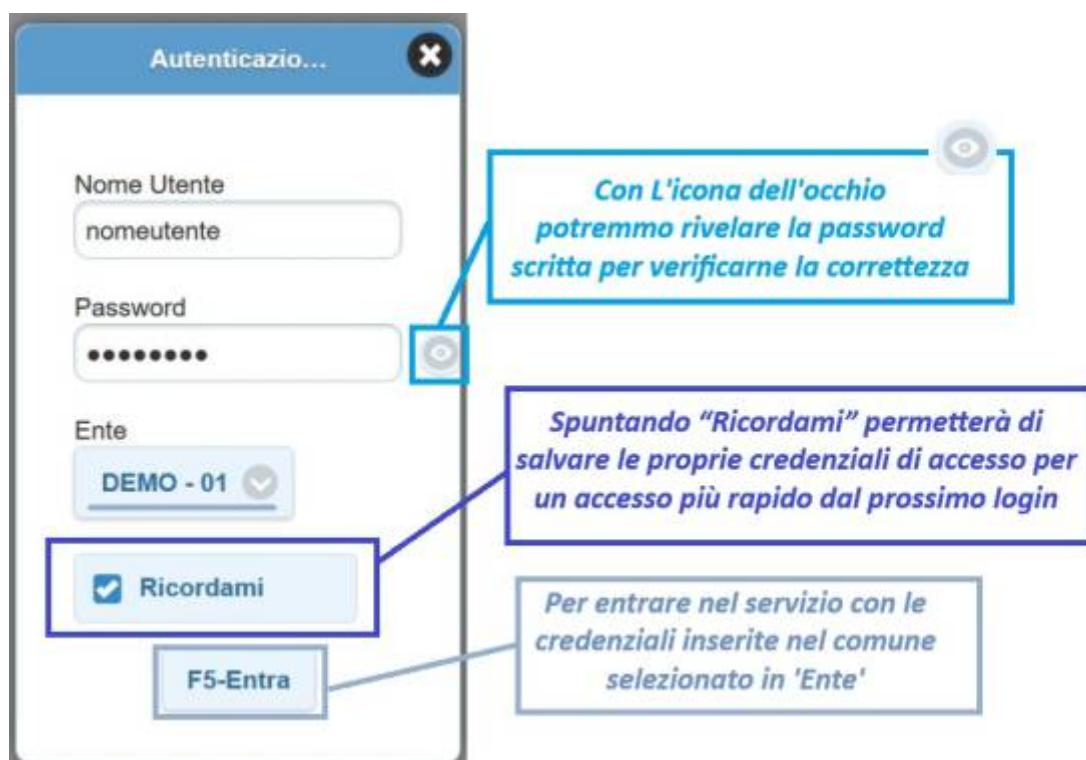 Autenticazio...
Nome Utente
nomeutente
Con L'icona dell'occhio
potremmo rivelare la password
scritta per verificarne la correttezza
Password
••••••••
Ente
DEMO - 01
Spuntando “Ricordami” permetterà di
salvare le proprie credenziali di accesso per
un accesso più rapido dal prossimo login
Ricordami
Per entrare nel servizio con le
credenziali inserite nel comune
selezionato in 'Ente'
F5-Entra